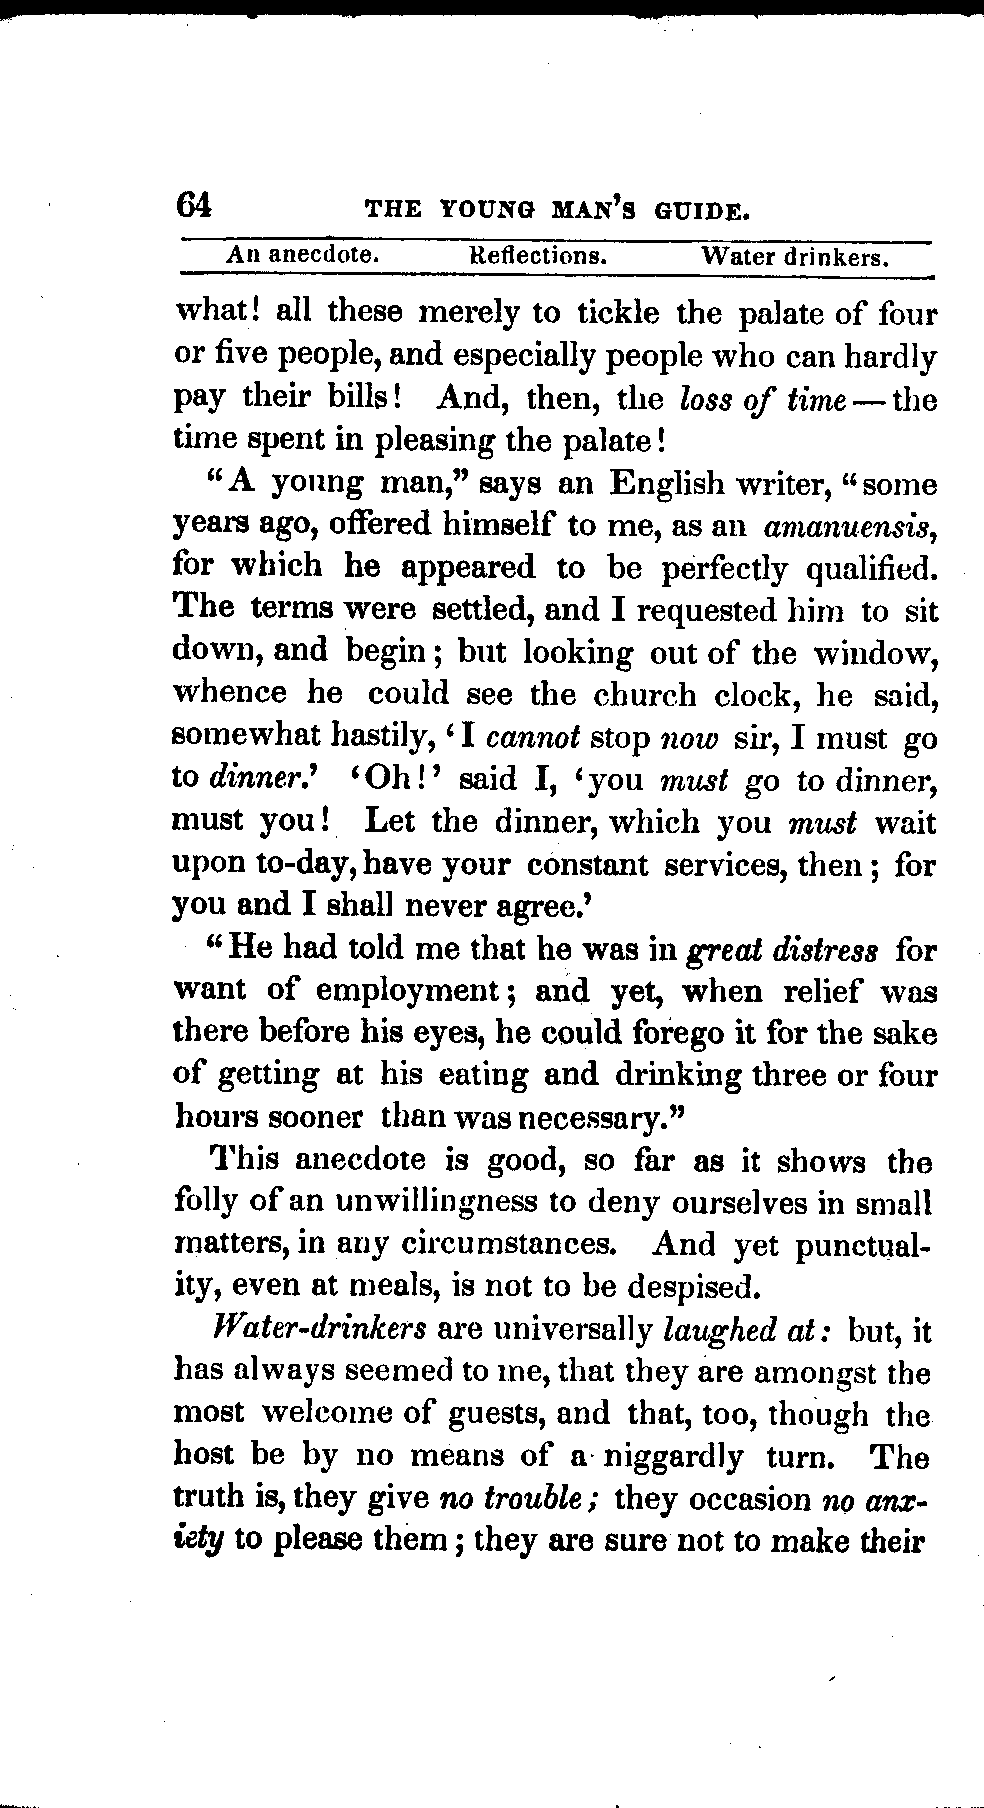 64 THE YOUNG MAN'S GUIDE.
An anecdote. Reflections. Water drinkers.
what! all these merely to tickle the palate of four
or five people, and especially people who can hardly
pay their bills! And, then, the loss of time — the
time spent in pleasing the palate!
“A young man,” says an English writer, “some
years ago, offered himself to me, as an amanuensis,
for which he appeared to be perfectly qualified.
The terms were settled, and I requested him to sit
down, and begin; but looking out of the window,
whence he could see the church clock, he said,
somewhat hastily, ‘I cannot stop now sir, I must go
to dinner.’ ‘Oh!’ said I, ‘you must go to dinner,
must you! Let the dinner, which you must wait
upon to-day, have your constant services, then; for
you and I shall never agree.’
“He had told me that he was in great distress for
want of employment; and yet, when relief was
there before his eyes, he could forego it for the sake
of getting at his eating and drinking three or four
hours sooner than was necessary.”
This anecdote is good, so far as it shows the
folly of an unwillingness to deny ourselves in small
matters, in any circumstances. And yet punctual-
ity, even at meals, is not to be despised.
Water-drinkers are universally laughed at: but, it
has always seemed to me, that they are amongst the
most welcome of guests, and that, too, though the
host be by no means of a niggardly turn. The
truth is, they give no trouble; they occasion no anx-
iety to please them; they are sure not to make their